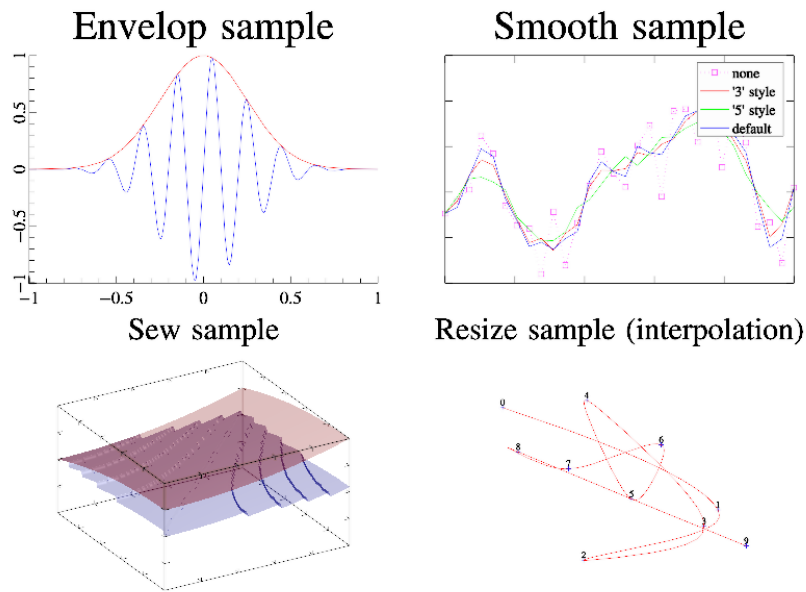 Envelop sample
1
0.5
0
−0.5
−1
−1
−0.5
0
0.5
1
Smooth sample
none
'3' style
'5' style
default
Sew sample
Resize sample (interpolation)
0
4
6
8
7
5
1
3
9
2